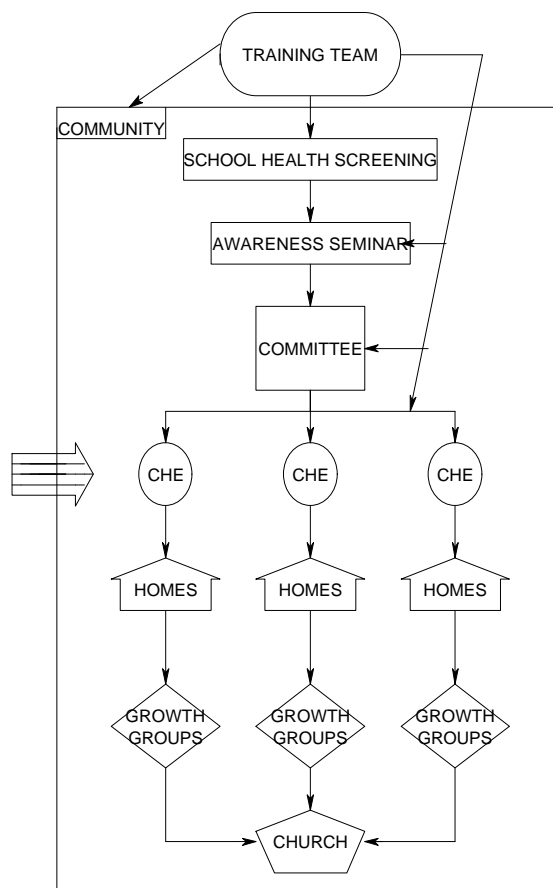 TRAINING TEAM
COMMUNITY
SCHOOL HEALTH SCREENING
AWARENESS SEMINAR
COMMITTEE
CHE CHE CHE
HOMES HOMES HOMES
GROWTH GROWTH GROWTH
GROUPS GROUPS GROUPS
CHURCH